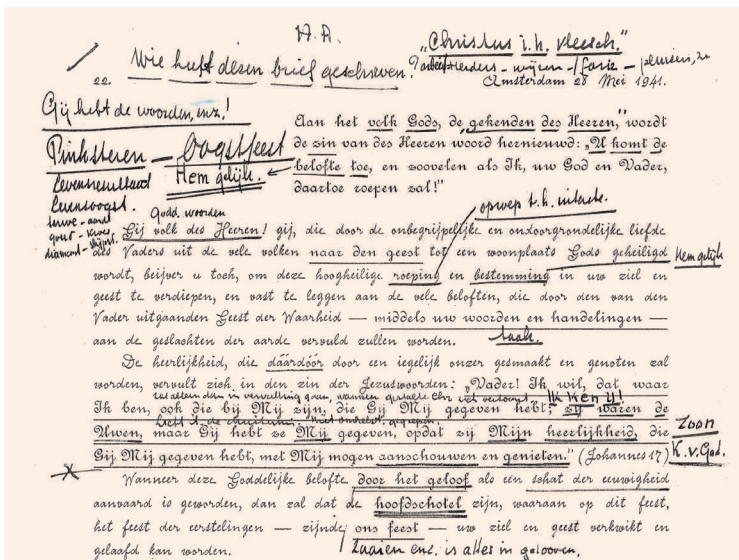 H.R.
"Christus i.h. vleesch."
Wie heeft dezen brief geschreven?
22.
Amsterdam 28 Mei 1941.
Gij hebt de woorden, enz!
Aan het volk Gods, de "gekenden des Heeren," wordt
Pinksteren — Oogstfeest
de zin van des Heeren woord hernieuwd: "U komt de
Hem gelijk.
belofte toe, en zoovelen als Ik, uw God en Vader,
Levensresultaat
daartoe roepen zal!"
Levensoogst.
opwep t.h. uiterste.
Godd. woorden
Gij volk des Heeren! gij, die door de onbegrijpelijke en ondoorgrondelijke liefde
des Vaders uit de vele volken naar den geest tot een woonplaats Gods geheiligd
Hem gelijk
wordt, beijver u toch, om deze hoogheilige roeping en bestemming in uw ziel en
geest te verdiepen, en vast te leggen aan de vele beloften, die door den van den
Vader uitgaanden Geest der Waarheid — middels uw woorden en handelingen —
aan de geslachten der aarde vervuld zullen worden.
taak.
De heerlijkheid, die dáárdóór door een iegelijk onzer gesmaakt en genoten zal
worden, vervult zich in den zin der Jezuswoorden: "Vader! Ik wil, dat waar
Ik ben, ook die bij Mij zijn, die Gij Mij gegeven hebt; zij waren de
Uwen, maar Gij hebt ze Mij gegeven, opdat zij Mijn heerlijkheid, die
Zoon
Gij Mij gegeven hebt, met Mij mogen aanschouwen en genieten." (Johannes 17)
K.v.God.
Wanneer deze Goddelijke belofte door het geloof als een schat der eeuwigheid
aanvaard is geworden, dan zal dat de hoofdschotel zijn, waaraan op dit feest,
het feest der eerstelingen — zijnde ons feest — uw ziel en geest verkwikt en
gelaafd kan worden.
enz. is alles in gelooven,